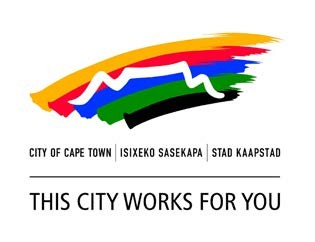 CITY OF CAPE TOWN | ISIXEKO SASEKAPA | STAD KAAPSTAD
THIS CITY WORKS FOR YOU